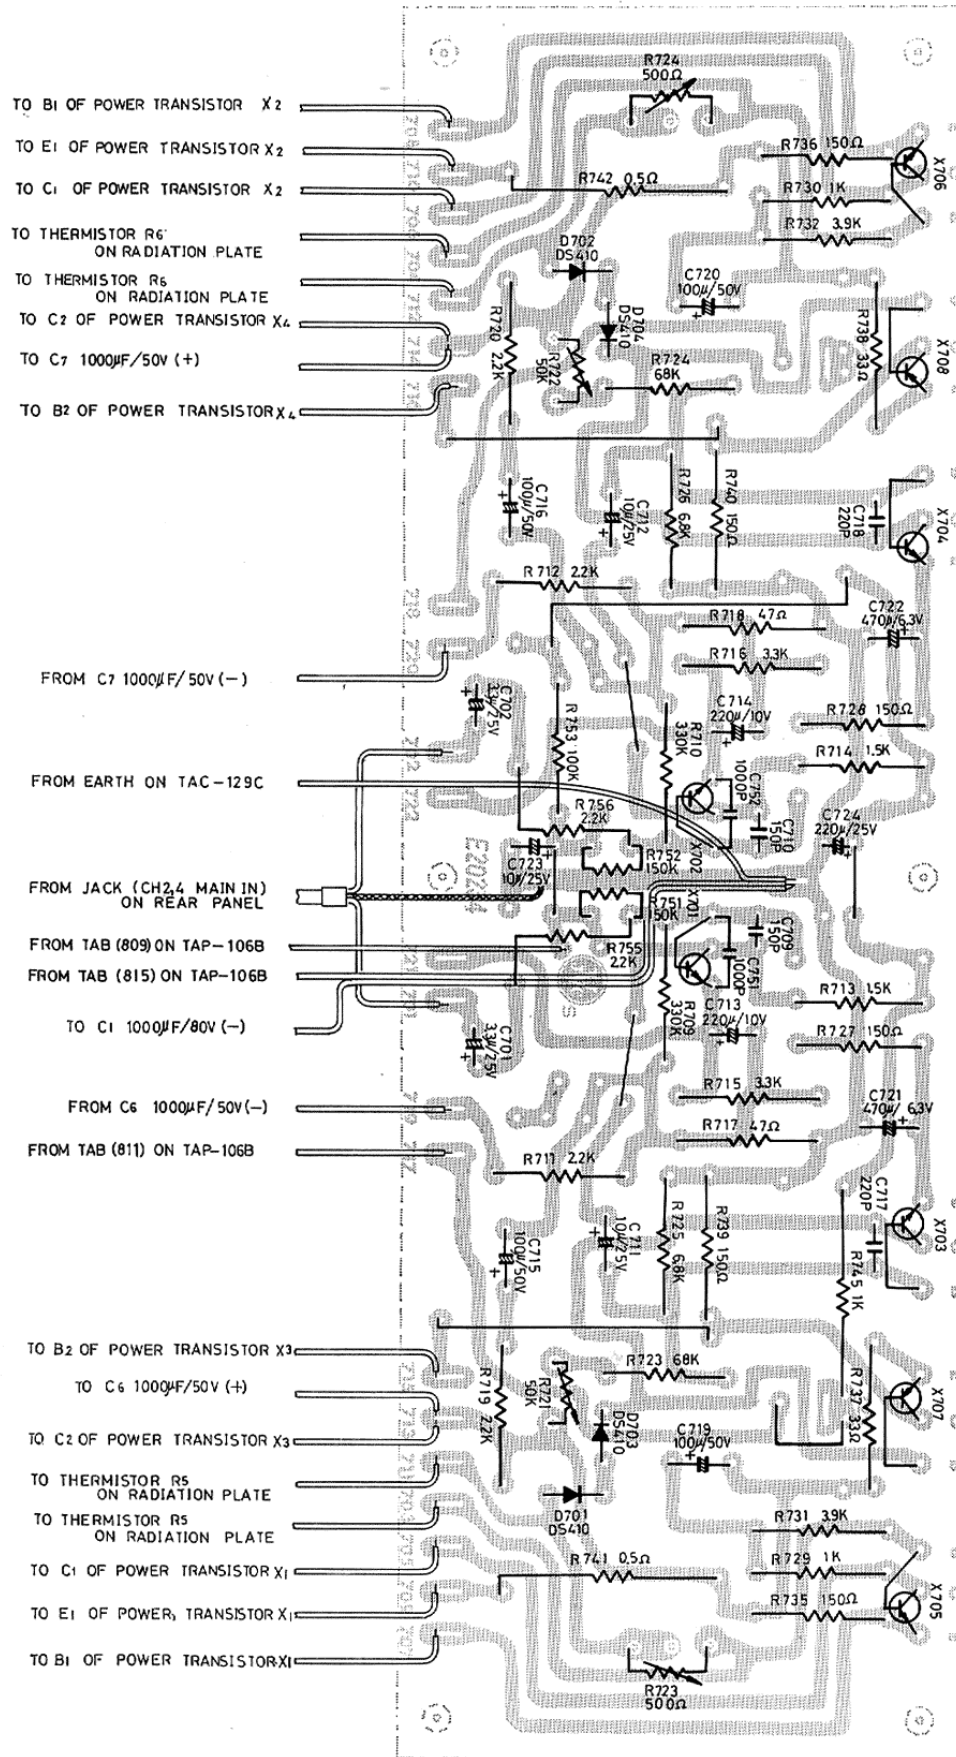 R724
500Ω
TO B1 OF POWER TRANSISTOR X2
TO E1 OF POWER TRANSISTOR X2
R736 150Ω
X706
TO C1 OF POWER TRANSISTOR X2
R742 0.5Ω
R730 1K
R732 3.9K
TO THERMISTOR R6
ON RADIATION PLATE
D702
DS410
TO THERMISTOR R6
ON RADIATION PLATE
C720
100μ/50V
TO C2 OF POWER TRANSISTOR X4
R720 2.2K
D704
DS410
R738 33Ω
X708
TO C7 1000μF/50V (+)
R722
50K
R724
68K
TO B2 OF POWER TRANSISTOR X4
C716
100μ/50V
C712
10μ/25V
R726 6.8K
R740 150Ω
C718
220P
X704
R712 2.2K
718
720
R718 47Ω
C722
470μ/6.3V
R716 3.3K
FROM C7 1000μF/50V (-)
C702
3.3μ/25V
R753 100K
R710
330K
C714
220μ/10V
R728 150Ω
R714 1.5K
722
FROM EARTH ON TAC-129C
723
R756
2.2K
C752
1000P
C710
150P
C724
220μ/25V
X702
E2024
C723
10μ/25V
R752
150K
FROM JACK (CH2,4 MAIN IN)
ON REAR PANEL
R751
150K
X701
FROM TAB (809) ON TAP-106B
R755
2.2K
C709
150P
C751
1000P
FROM TAB (815) ON TAP-106B
R713 1.5K
S
TO C1 1000μF/80V (-)
C701
3.3μ/25V
R709
330K
C713
220μ/10V
R727 150Ω
R715 3.3K
C721
470μ/6.3V
FROM C6 1000μF/50V (-)
R717 47Ω
FROM TAB (811) ON TAP-106B
R711 2.2K
C717
220P
X703
C715
100μ/50V
C711
10μ/25V
R725 6.8K
R739 150Ω
R745 1K
TO B2 OF POWER TRANSISTOR X3
R723 68K
TO C6 1000μF/50V (+)
R719 2.2K
R721
50K
D703
DS410
R737 33Ω
X707
TO C2 OF POWER TRANSISTOR X3
C719
100μ/50V
TO THERMISTOR R5
ON RADIATION PLATE
D701
DS410
TO THERMISTOR R5
ON RADIATION PLATE
R731 3.9K
R741 0.5Ω
R729 1K
TO C1 OF POWER TRANSISTOR X1
R735 150Ω
X705
TO E1 OF POWER TRANSISTOR X1
TO B1 OF POWER TRANSISTOR X1
R723
500Ω